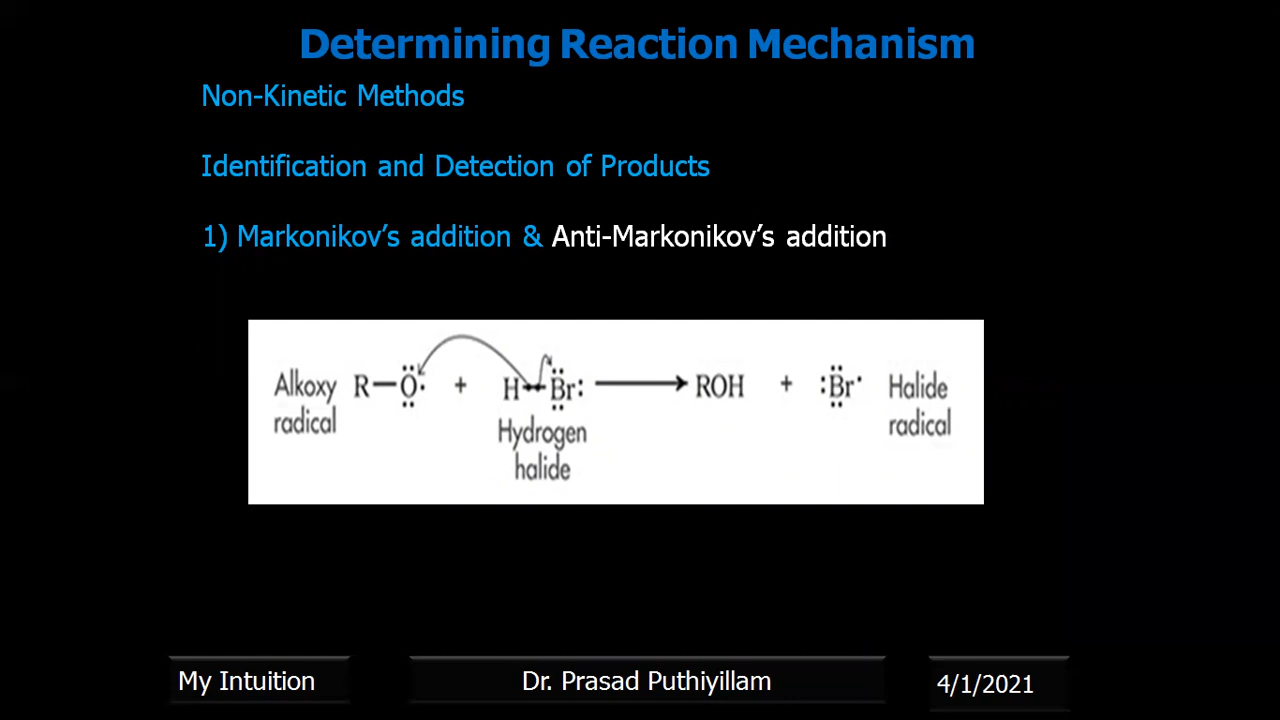 Determining Reaction Mechanism
Non-Kinetic Methods
Identification and Detection of Products
1) Markonikov’s addition & Anti-Markonikov’s addition
Alkoxy radical R—Ö· + H—Br: → ROH + :Br· Halide radical
Hydrogen halide
My Intuition
Dr. Prasad Puthiyillam
4/1/2021